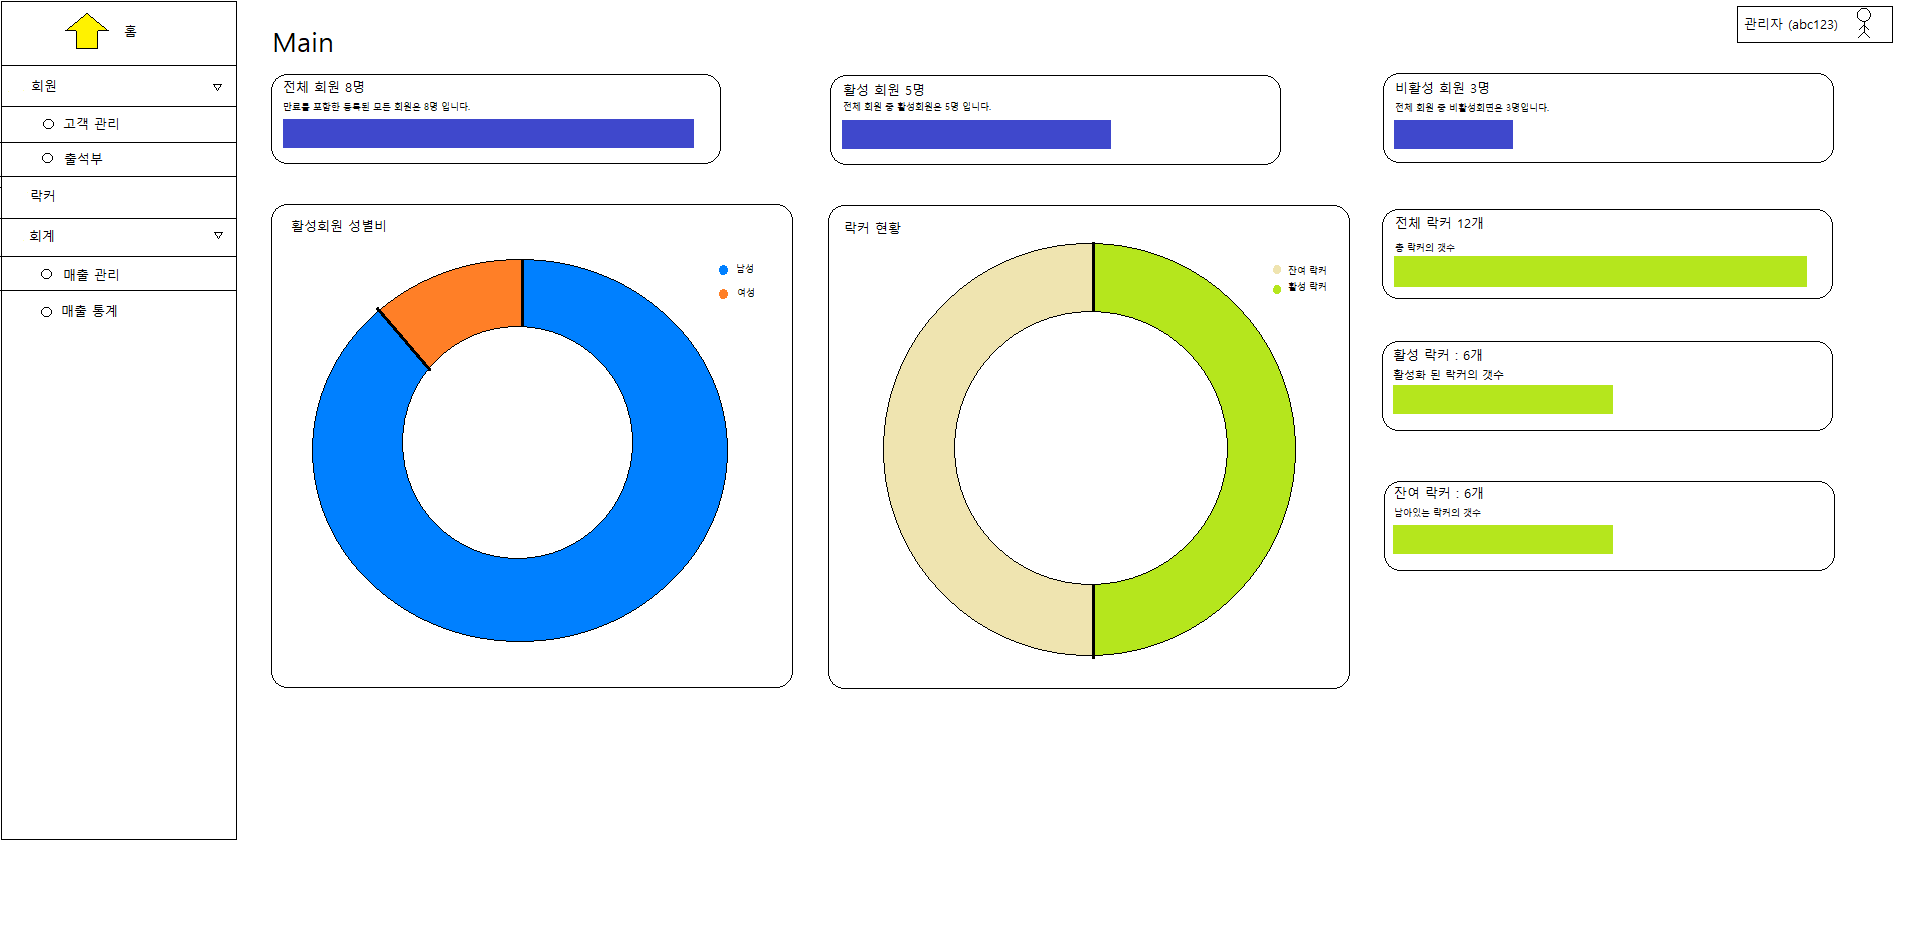 홈
회원
고객 관리
출석부
락커
회계
매출 관리
매출 통계
Main
관리자 (abc123)
전체 회원 8명
만료를 포함한 등록된 모든 회원은 8명 입니다.
활성 회원 5명
전체 회원 중 활성회원은 5명 입니다.
비활성 회원 3명
전체 회원 중 비활성회면은 3명입니다.
활성회원 성별비
남성
여성
락커 현황
잔여 락커
활성 락커
전체 락커 12개
총 락커의 갯수
활성 락커 : 6개
활성화 된 락커의 갯수
잔여 락커 : 6개
남아있는 락커의 갯수